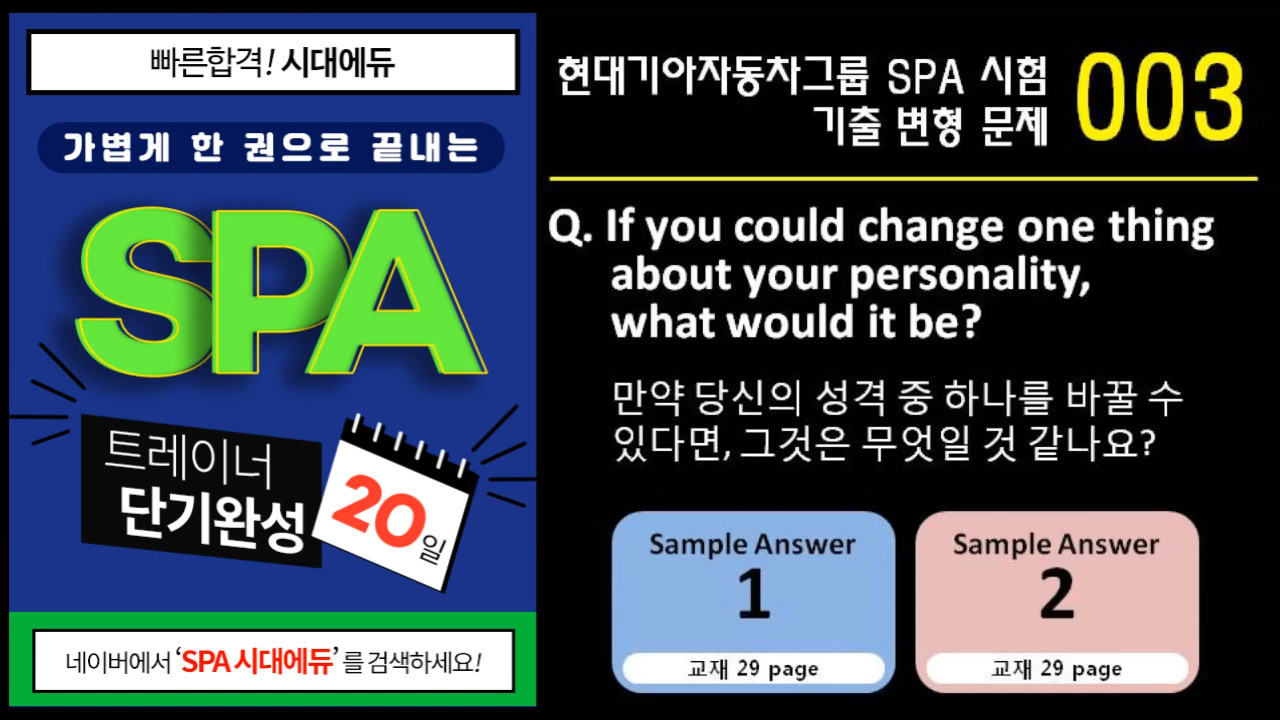 빠른합격! 시대에듀
가볍게 한 권으로 끝내는
SPA
트레이너
단기완성
20일
네이버에서 ‘SPA 시대에듀’ 를 검색하세요!
현대기아자동차그룹 SPA 시험
기출 변형 문제
003
Q. If you could change one thing
about your personality,
what would it be?
만약 당신의 성격 중 하나를 바꿀 수
있다면, 그것은 무엇일 것 같나요?
Sample Answer
1
교재 29 page
Sample Answer
2
교재 29 page